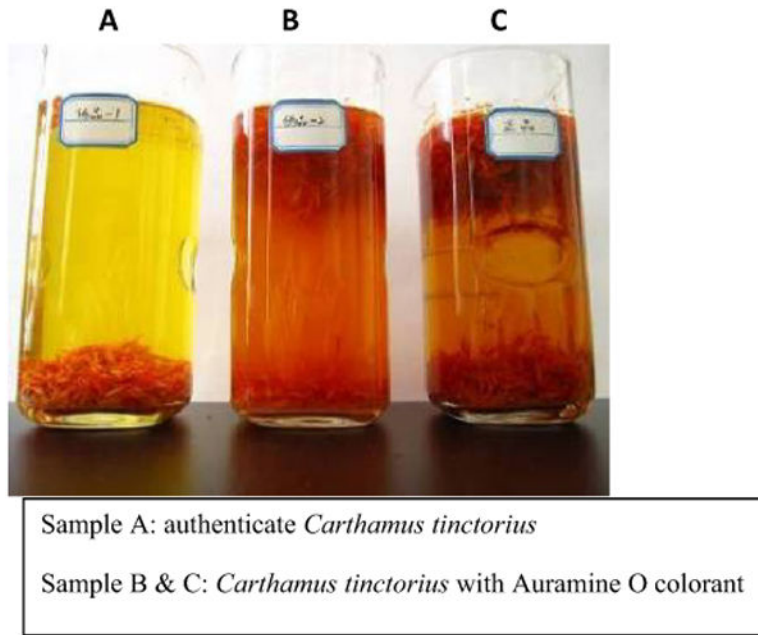 A B C
Sample A: authenticate Carthamus tinctorius
Sample B & C: Carthamus tinctorius with Auramine O colorant